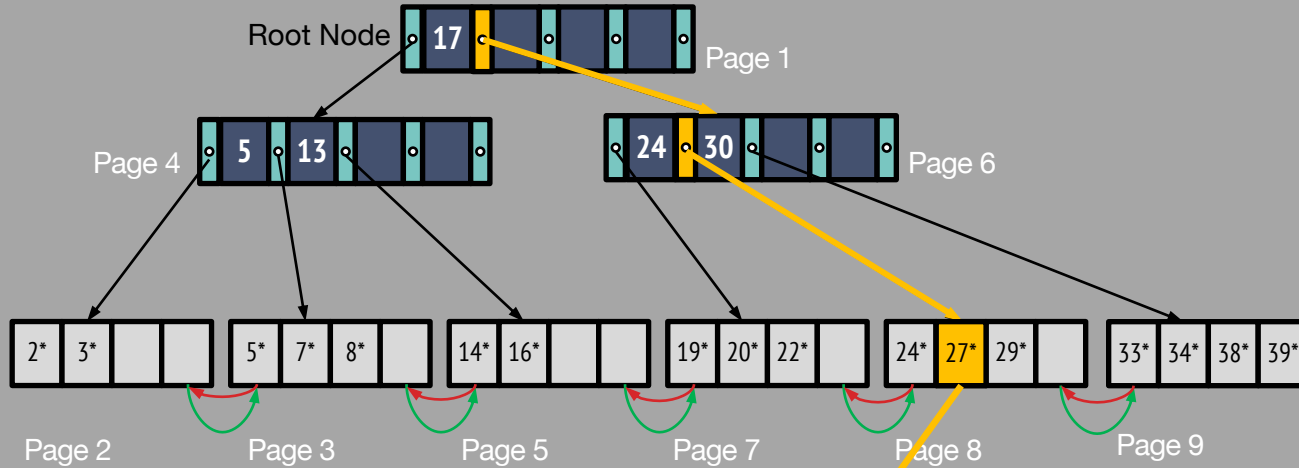 Root Node
17
Page 1
Page 4
5 13
24 30
Page 6
2* 3*
5* 7* 8*
14* 16*
19* 20* 22*
24* 27* 29*
33* 34* 38* 39*
Page 2
Page 3
Page 5
Page 7
Page 8
Page 9